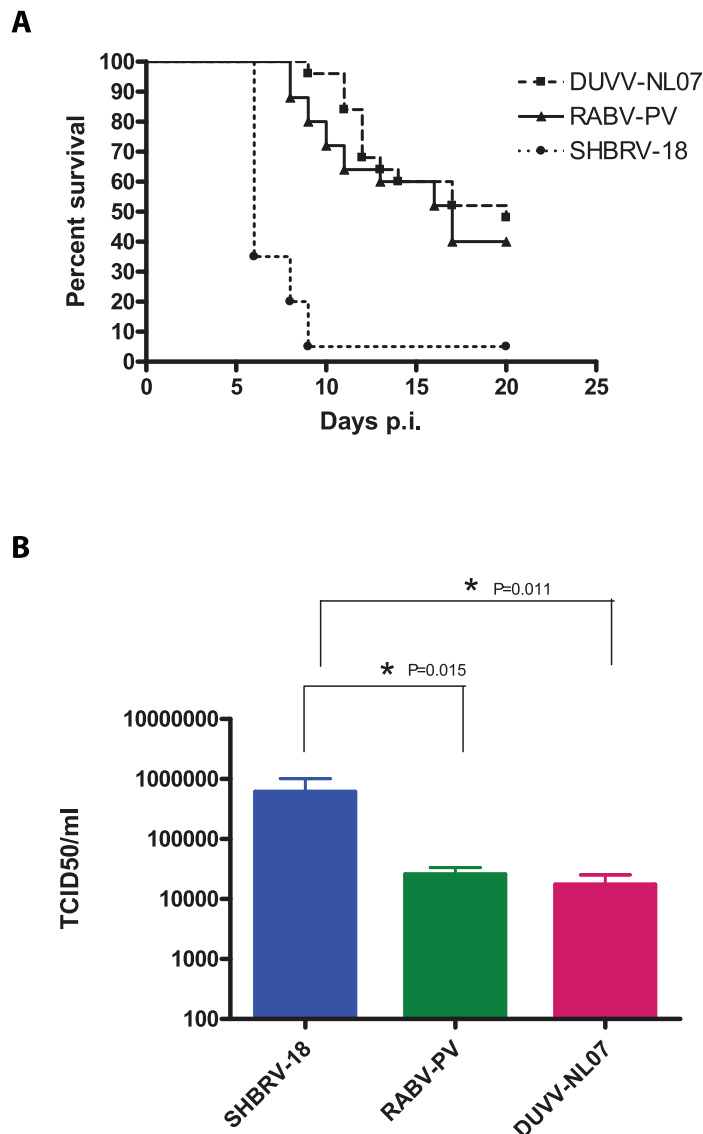 A
Percent survival
100
90
80
70
60
50
40
30
20
10
0
0 5 10 15 20 25
Days p.i.
DUVV-NL07
RABV-PV
SHBRV-18
B
* P=0.011
* P=0.015
TCID50/ml
10000000
1000000
100000
10000
1000
100
SHBRV-18
RABV-PV
DUVV-NL07